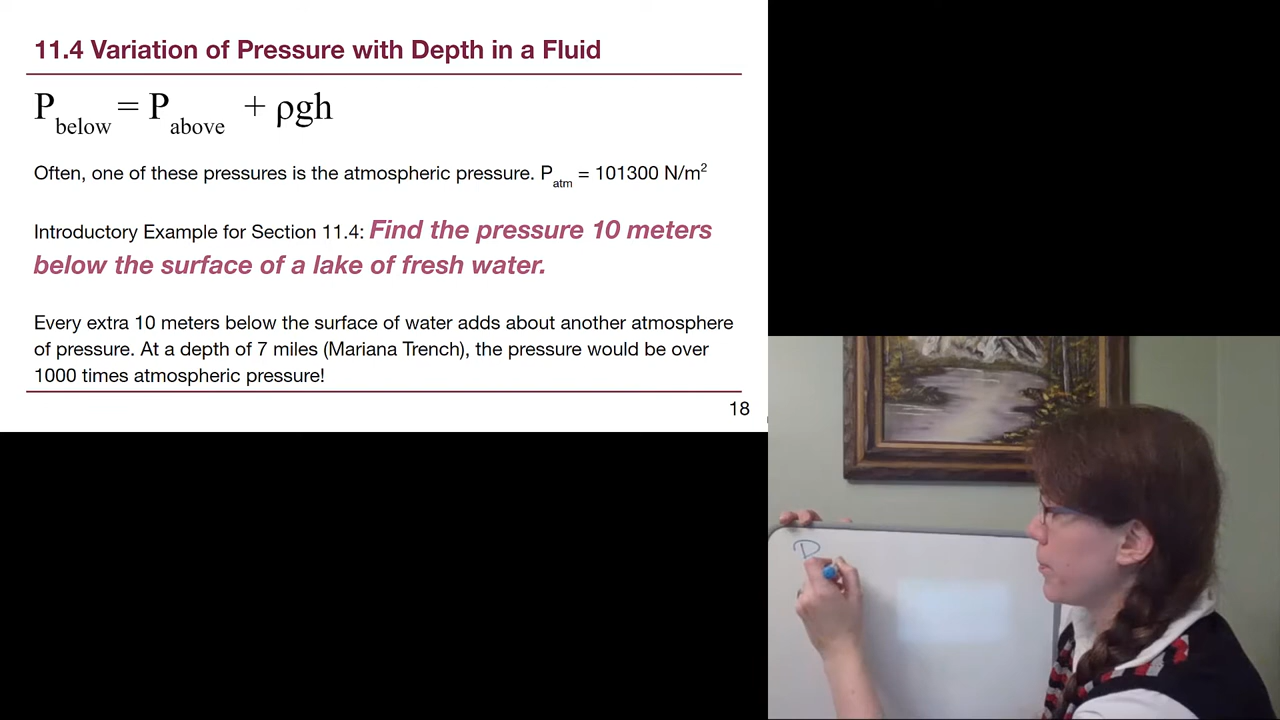 11.4 Variation of Pressure with Depth in a Fluid
P_below = P_above + ρgh
Often, one of these pressures is the atmospheric pressure. P_atm = 101300 N/m²
Introductory Example for Section 11.4: Find the pressure 10 meters
below the surface of a lake of fresh water.
Every extra 10 meters below the surface of water adds about another atmosphere
of pressure. At a depth of 7 miles (Mariana Trench), the pressure would be over
1000 times atmospheric pressure!
18
P